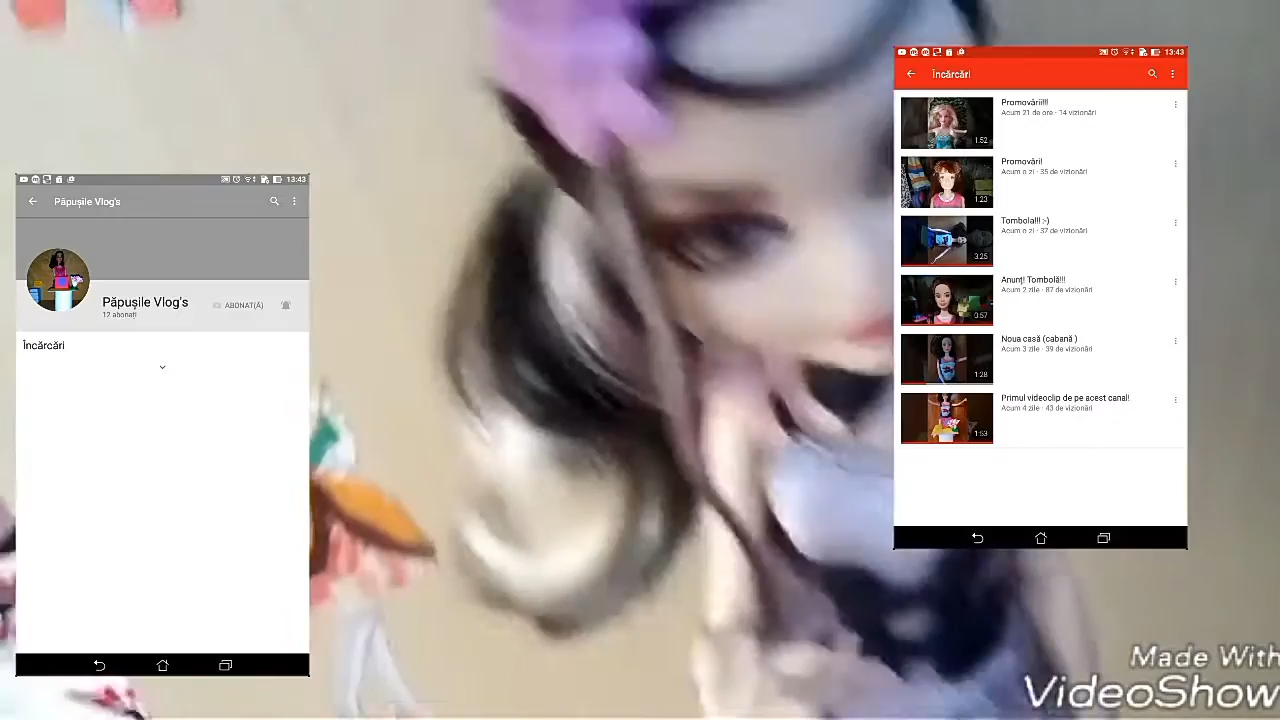 13:43
Păpușile Vlog's
Păpușile Vlog's
12 abonați
ABONAT(Ă)
Încărcări
13:43
Încărcări
Promovări!!!
Acum 21 de ore · 14 vizionări
1:52
Promovări!
Acum o zi · 35 de vizionări
1:23
Tombola!!! :-)
Acum o zi · 37 de vizionări
3:25
Anunț! Tombolă!!!
Acum 2 zile · 87 de vizionări
0:57
Noua casă (cabană )
Acum 3 zile · 39 de vizionări
1:28
Primul videoclip de pe acest canal!
Acum 4 zile · 43 de vizionări
1:53
Made With
VideoShow